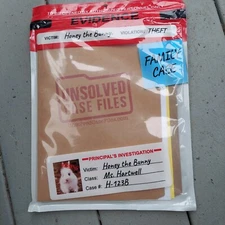 EVIDENCE
VICTIM: Honey the Bunny VIOLATION: THEFT
FAMILY
CASE
UNSOLVED
CASE FILES
PRINCIPAL'S INVESTIGATION
Victim: Honey the Bunny
Class: Mr. Hartwell
Case #: H-123B